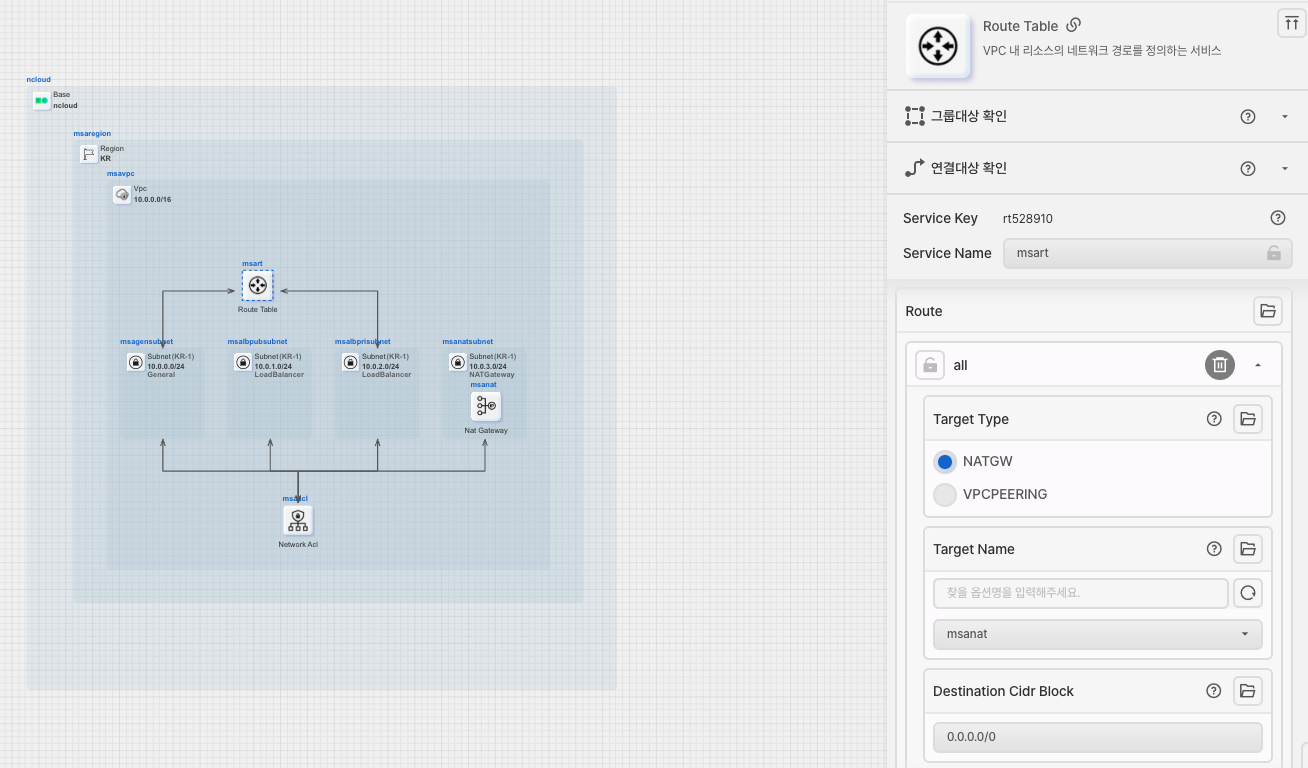 ncloud
Base
ncloud
msaregion
Region
KR
msavpc
Vpc
10.0.0.0/16
msart
Route Table
msagensubnet
Subnet (KR-1)
10.0.0.0/24
General
msalbpubsubnet
Subnet (KR-1)
10.0.1.0/24
LoadBalancer
msalbprisubnet
Subnet (KR-1)
10.0.2.0/24
LoadBalancer
msanatsubnet
Subnet (KR-1)
10.0.3.0/24
NATGateway
msanat
Nat Gateway
Network Acl
Route Table
VPC 내 리소스의 네트워크 경로를 정의하는 서비스
그룹대상 확인
연결대상 확인
Service Key rt528910
Service Name msart
Route
all
Target Type
NATGW
VPCPEERING
Target Name
찾을 옵션명을 입력해주세요.
msanat
Destination Cidr Block
0.0.0.0/0